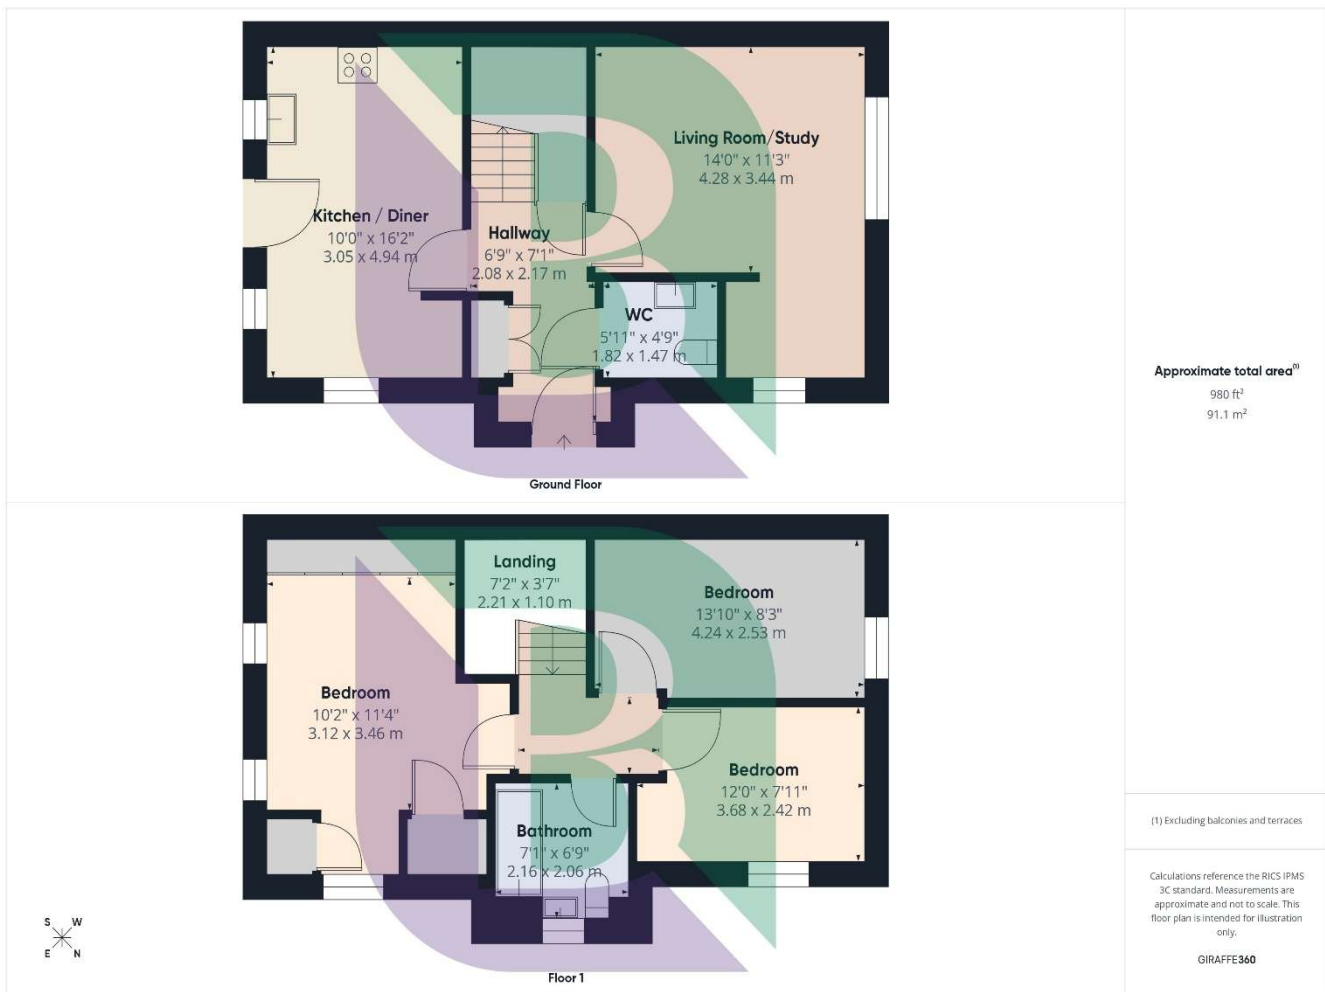 Kitchen / Diner
10'0" x 16'2"
3.05 x 4.94 m
Hallway
6'9" x 7'1"
2.08 x 2.17 m
Living Room/Study
14'0" x 11'3"
4.28 x 3.44 m
WC
5'11" x 4'9"
1.82 x 1.47 m
Ground Floor
Landing
7'2" x 3'7"
2.21 x 1.10 m
Bedroom
13'10" x 8'3"
4.24 x 2.53 m
Bedroom
10'2" x 11'4"
3.12 x 3.46 m
Bedroom
12'0" x 7'11"
3.68 x 2.42 m
Bathroom
7'1" x 6'9"
2.16 x 2.06 m
Floor 1
S W
E N
Approximate total area(1)
980 ft²
91.1 m²
(1) Excluding balconies and terraces
Calculations reference the RICS IPMS
3C standard. Measurements are
approximate and not to scale. This
floor plan is intended for illustration
only.
GIRAFFE360